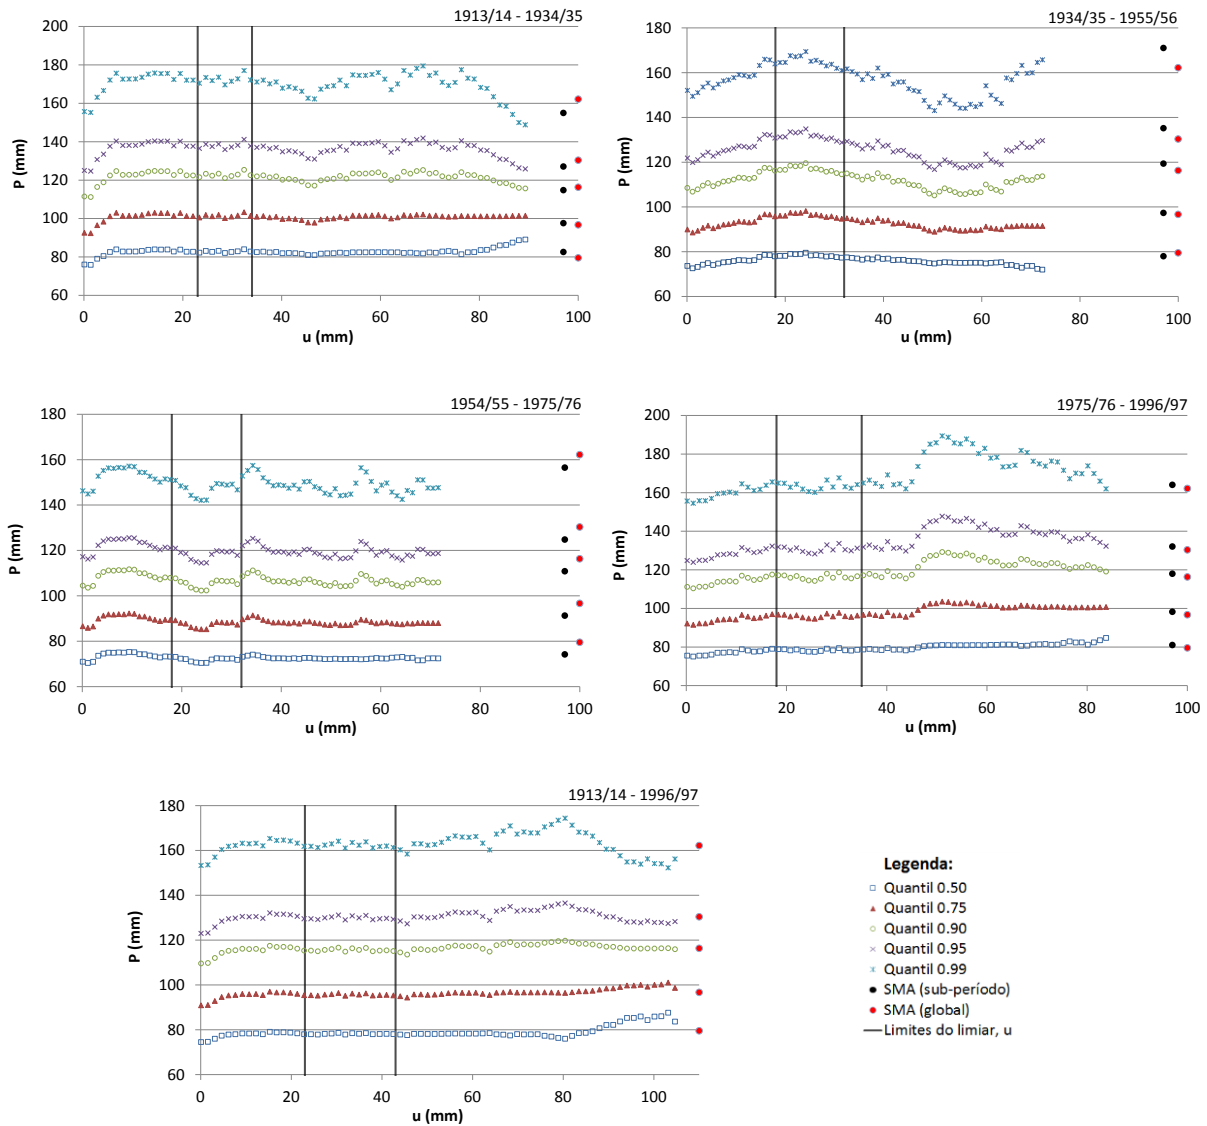 1913/14 - 1934/35
200
180
160
140
120
100
80
60
P (mm)
0 20 40 60 80 100
u (mm)
1934/35 - 1955/56
180
160
140
120
100
80
60
P (mm)
0 20 40 60 80 100
u (mm)
1954/55 - 1975/76
180
160
140
120
100
80
60
P (mm)
0 20 40 60 80 100
u (mm)
1975/76 - 1996/97
200
180
160
140
120
100
80
60
P (mm)
0 20 40 60 80 100
u (mm)
1913/14 - 1996/97
180
160
140
120
100
80
60
P (mm)
0 20 40 60 80 100
u (mm)
Legenda:
Quantil 0.50
Quantil 0.75
Quantil 0.90
Quantil 0.95
Quantil 0.99
SMA (sub-período)
SMA (global)
Limites do limiar, u